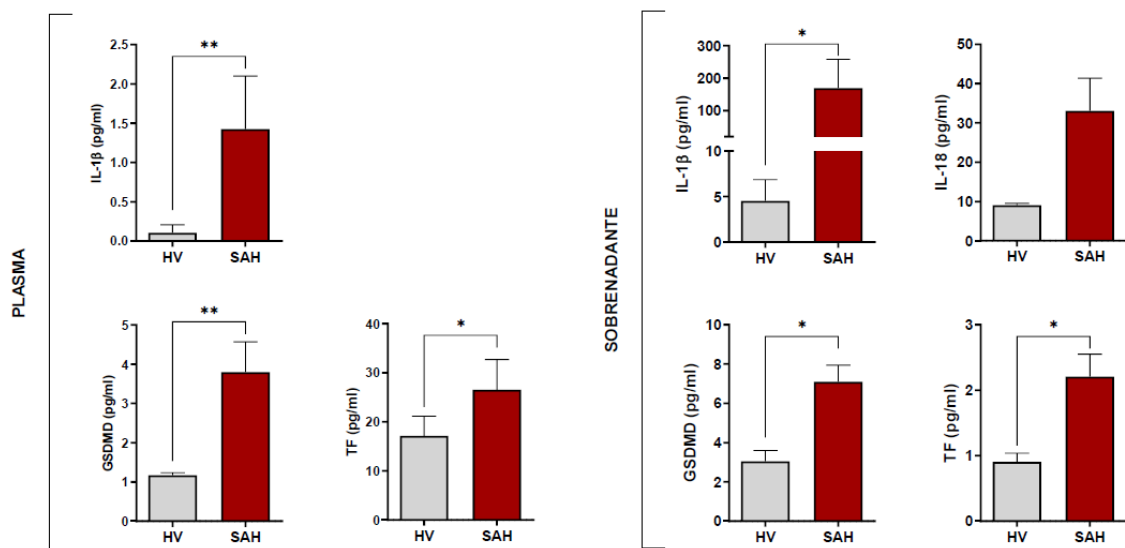 PLASMA
IL-1β (pg/ml)
2.5
2.0
1.5
1.0
0.5
0.0
**
HV SAH
GSDMD (pg/ml)
5
4
3
2
1
0
**
HV SAH
TF (pg/ml)
40
30
20
10
0
*
HV SAH
SOBRENADANTE
IL-1β (pg/ml)
300
200
100
10
5
0
*
HV SAH
IL-18 (pg/ml)
50
40
30
20
10
0
HV SAH
GSDMD (pg/ml)
10
8
6
4
2
0
*
HV SAH
TF (pg/ml)
3
2
1
0
*
HV SAH